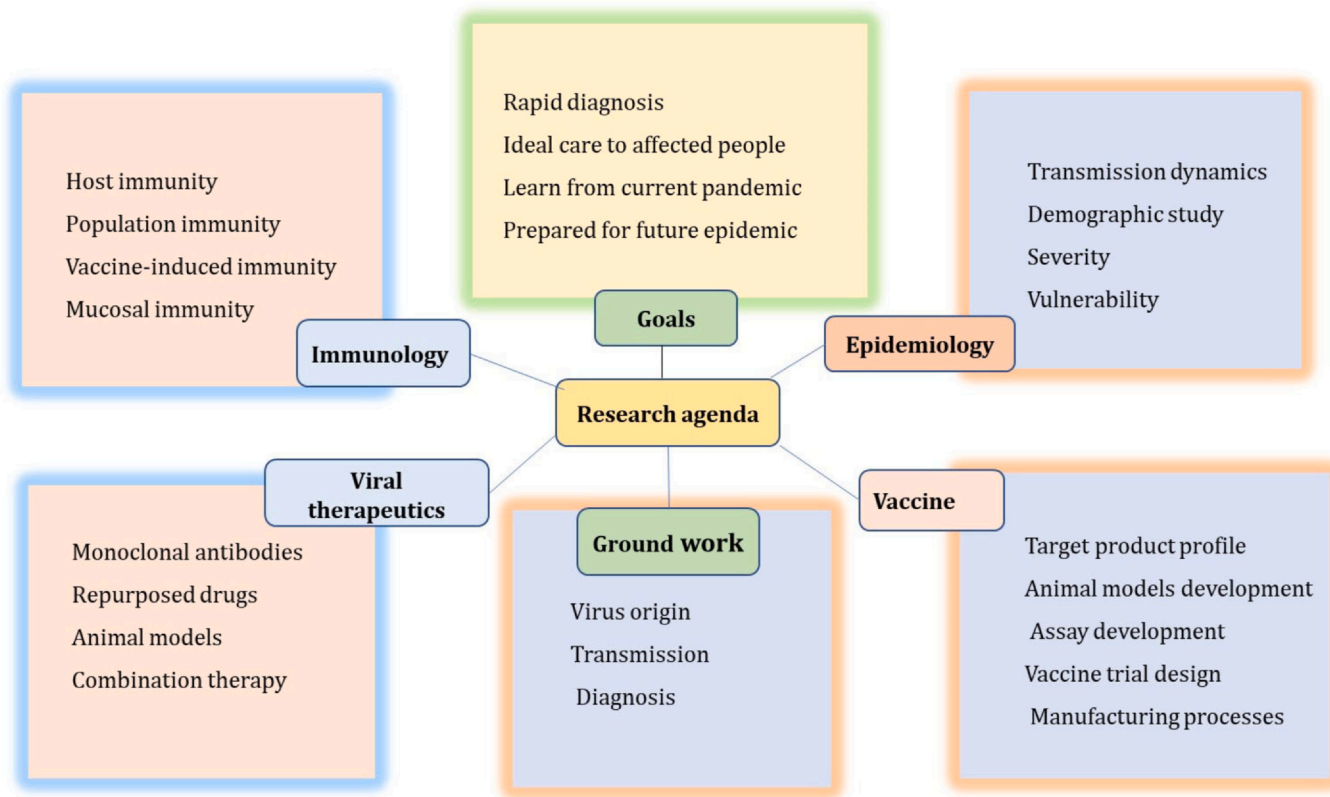 Rapid diagnosis
Ideal care to affected people
Learn from current pandemic
Prepared for future epidemic
Goals
Host immunity
Population immunity
Vaccine-induced immunity
Mucosal immunity
Immunology
Transmission dynamics
Demographic study
Severity
Vulnerability
Epidemiology
Research agenda
Viral
therapeutics
Monoclonal antibodies
Repurposed drugs
Animal models
Combination therapy
Ground work
Virus origin
Transmission
Diagnosis
Vaccine
Target product profile
Animal models development
Assay development
Vaccine trial design
Manufacturing processes